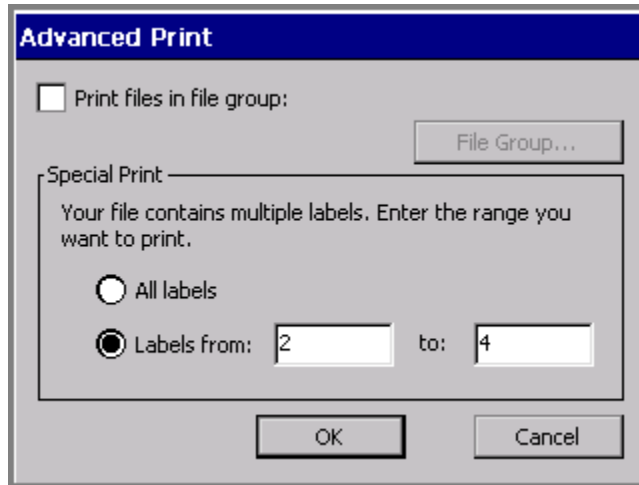 Advanced Print
Print files in file group:
File Group...
Special Print
Your file contains multiple labels. Enter the range you
want to print.
All labels
Labels from: 2 to: 4
OK Cancel